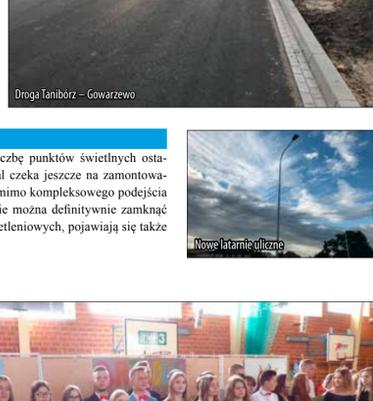 Droga Tanibórz – Gowarzewo
czbę punktów świetlnych osta-
l czeka jeszcze na zamontowa-
mimo kompleksowego podejścia
ie można definitywnie zamknąć
etleniowych, pojawiają się także
Nowe latarnie uliczne